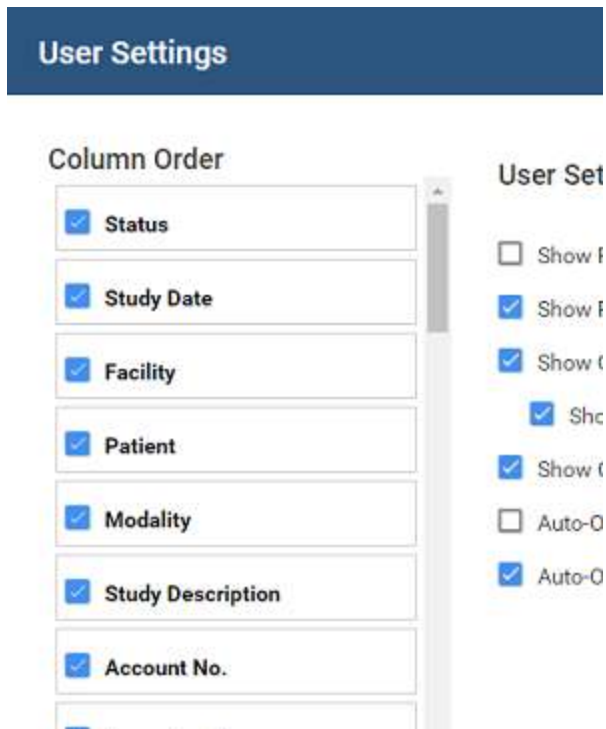 User Settings
Column Order
Status
Study Date
Facility
Patient
Modality
Study Description
Account No.
User Set
Show
Show
Show
Sho
Show
Auto-O
Auto-O